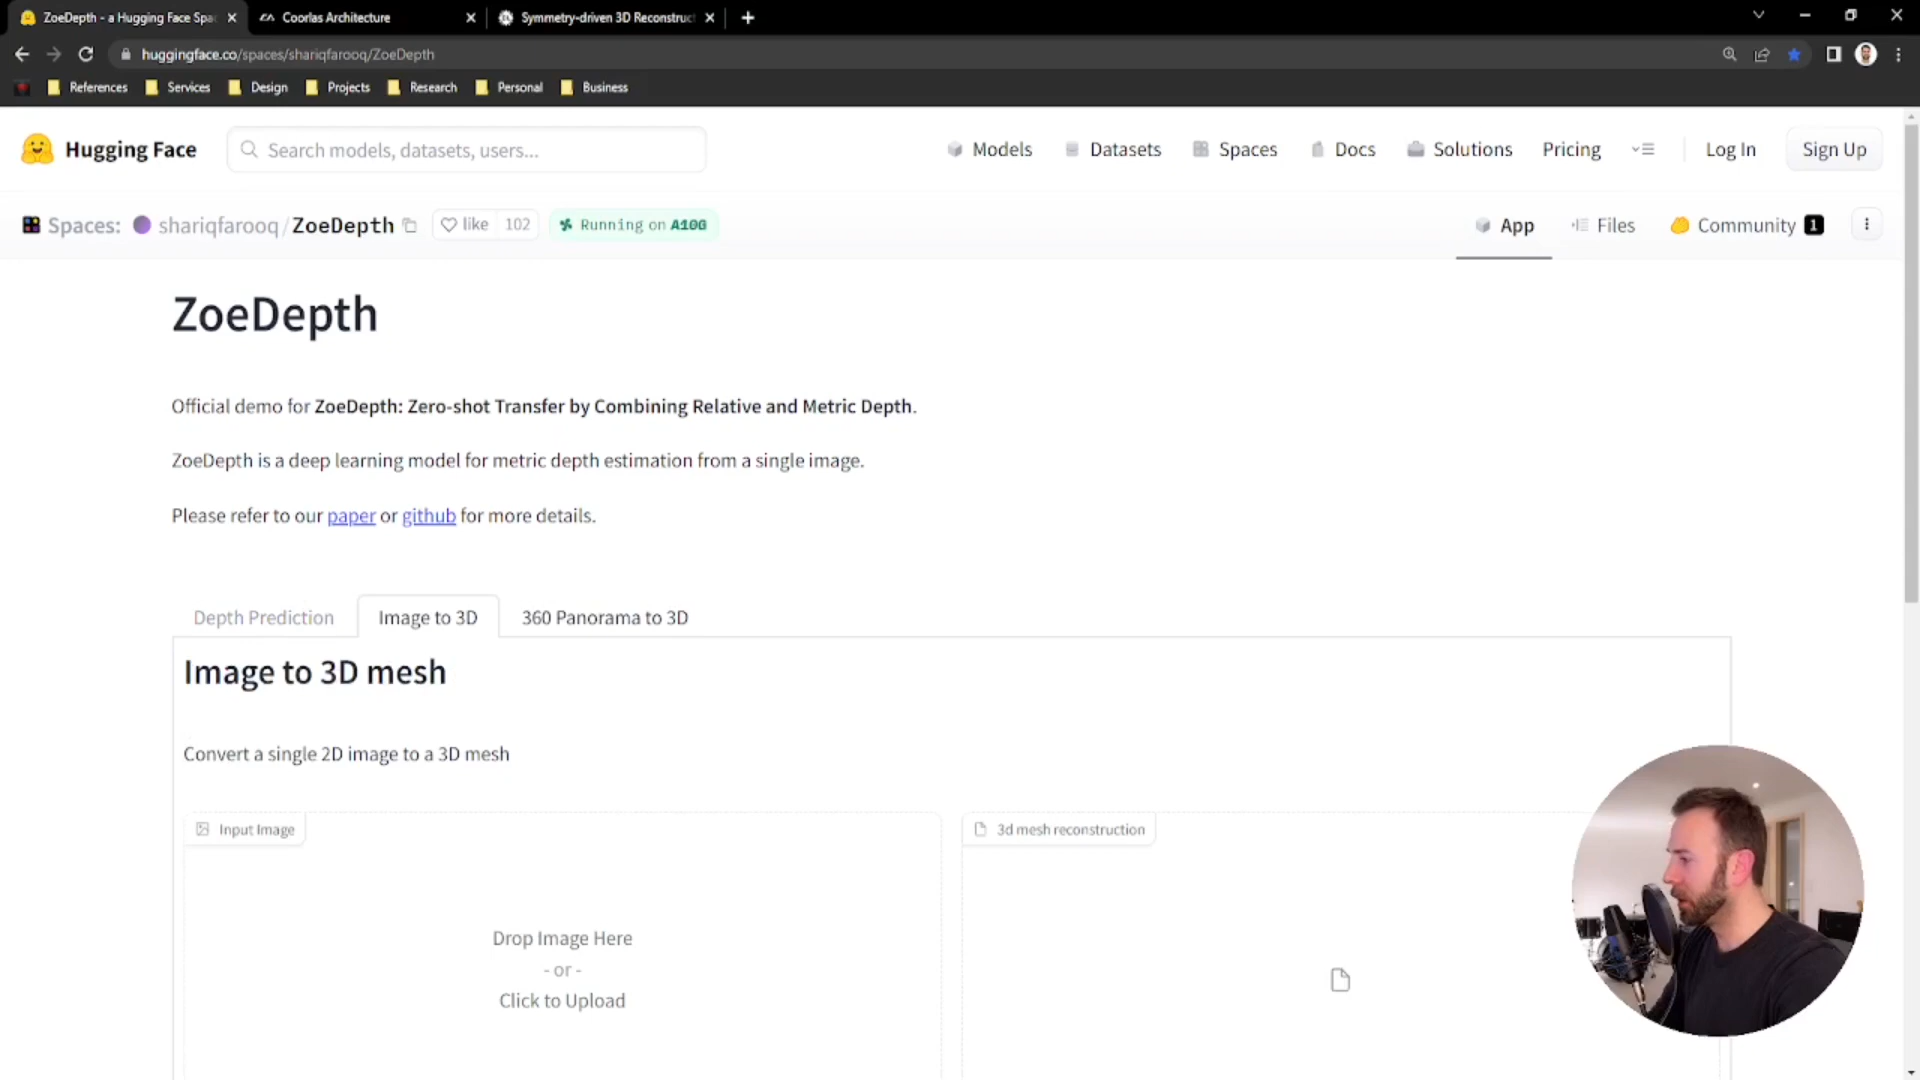 ZoeDepth - a Hugging Face Spa
Coorlas Architecture
Symmetry-driven 3D Reconstruct
huggingface.co/spaces/shariqfarooq/ZoeDepth
References
Services
Design
Projects
Research
Personal
Business
Hugging Face
Search models, datasets, users...
Models
Datasets
Spaces
Docs
Solutions
Pricing
Log In
Sign Up
Spaces: shariqfarooq/ZoeDepth
like 102
Running on A10G
App
Files
Community 1
ZoeDepth
Official demo for ZoeDepth: Zero-shot Transfer by Combining Relative and Metric Depth.
ZoeDepth is a deep learning model for metric depth estimation from a single image.
Please refer to our paper or github for more details.
Depth Prediction
Image to 3D
360 Panorama to 3D
Image to 3D mesh
Convert a single 2D image to a 3D mesh
Input Image
3d mesh reconstruction
Drop Image Here
- or -
Click to Upload